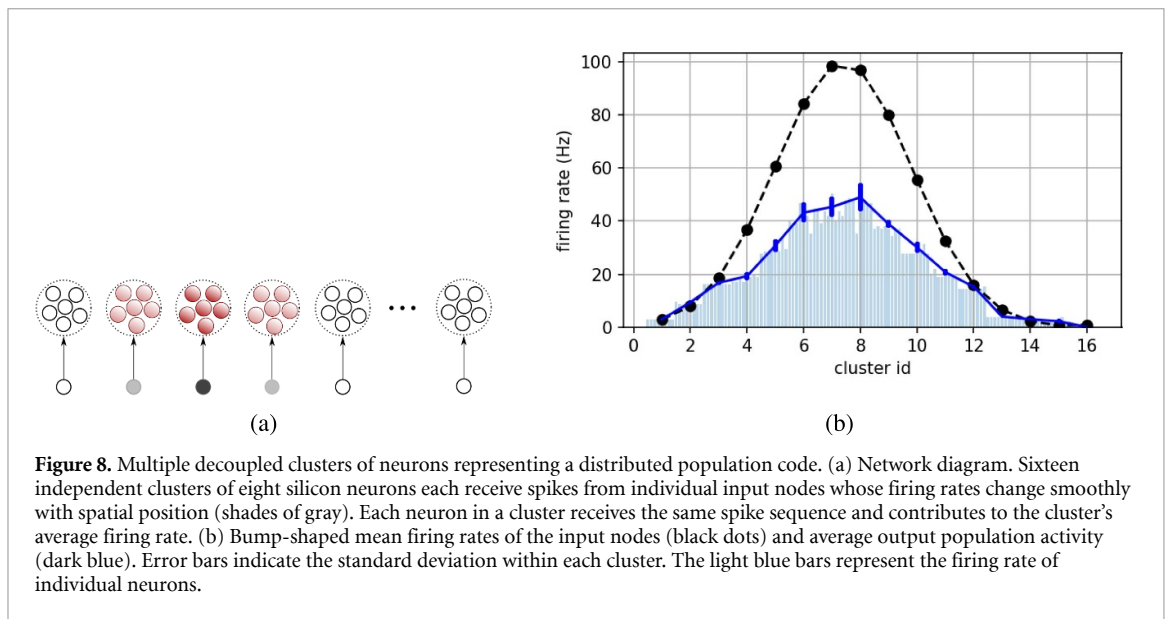 100
80
60
40
20
0
firing rate (Hz)
0 2 4 6 8 10 12 14 16
cluster id
(a)
(b)
Figure 8. Multiple decoupled clusters of neurons representing a distributed population code. (a) Network diagram. Sixteen
independent clusters of eight silicon neurons each receive spikes from individual input nodes whose firing rates change smoothly
with spatial position (shades of gray). Each neuron in a cluster receives the same spike sequence and contributes to the cluster's
average firing rate. (b) Bump-shaped mean firing rates of the input nodes (black dots) and average output population activity
(dark blue). Error bars indicate the standard deviation within each cluster. The light blue bars represent the firing rate of
individual neurons.